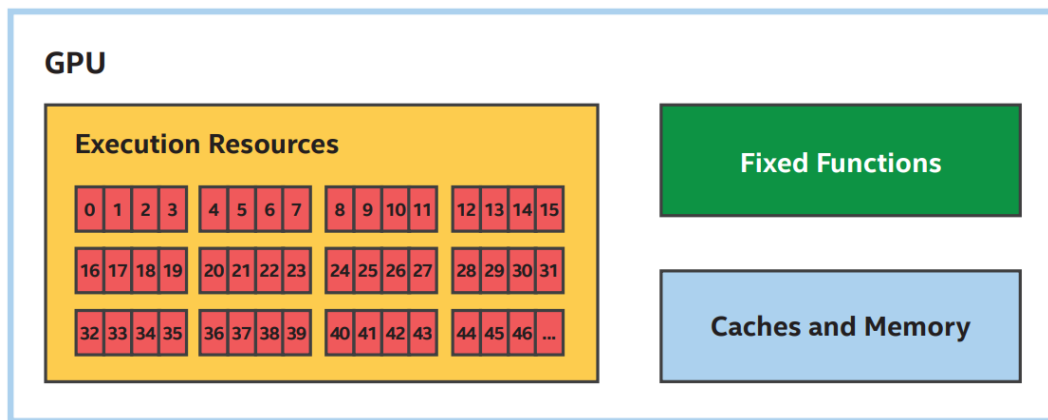 GPU
Execution Resources
0 1 2 3 4 5 6 7 8 9 10 11 12 13 14 15
16 17 18 19 20 21 22 23 24 25 26 27 28 29 30 31
32 33 34 35 36 37 38 39 40 41 42 43 44 45 46 ...
Fixed Functions
Caches and Memory